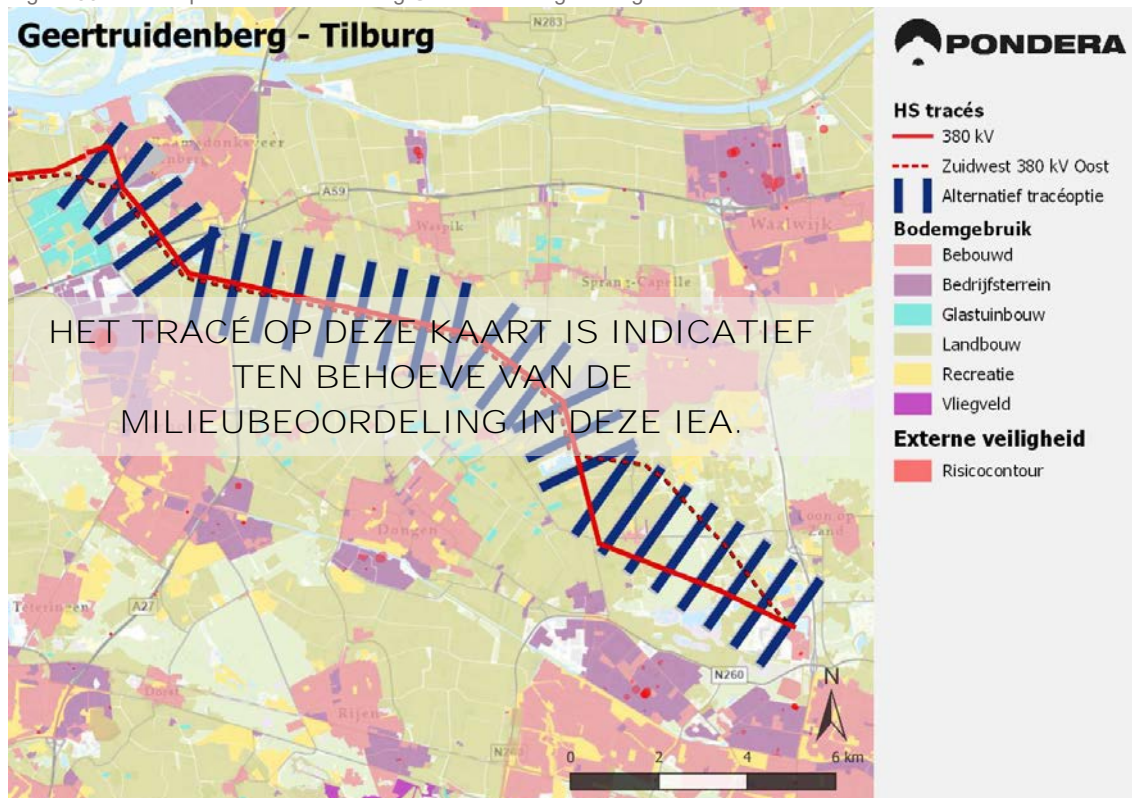 Geertruidenberg - Tilburg
N283
PONDERA
HS tracés
380 kV
Zuidwest 380 kV Oost
Alternatief tracéoptie
Bodemgebruik
Bebouwd
Bedrijfsterrein
Glastuinbouw
Landbouw
Recreatie
Vliegveld
Externe veiligheid
Risicocontour
A59
Waspik
Waalwijk
Sprang-Capelle
HET TRACÉ OP DEZE KAART IS INDICATIEF
TEN BEHOEVE VAN DE
MILIEUBEOORDELING IN DEZE IEA.
Dongen
Loon op
Zand
Teteringen
A27
Dorst
Rijen
N260
N
0 2 4 6 km